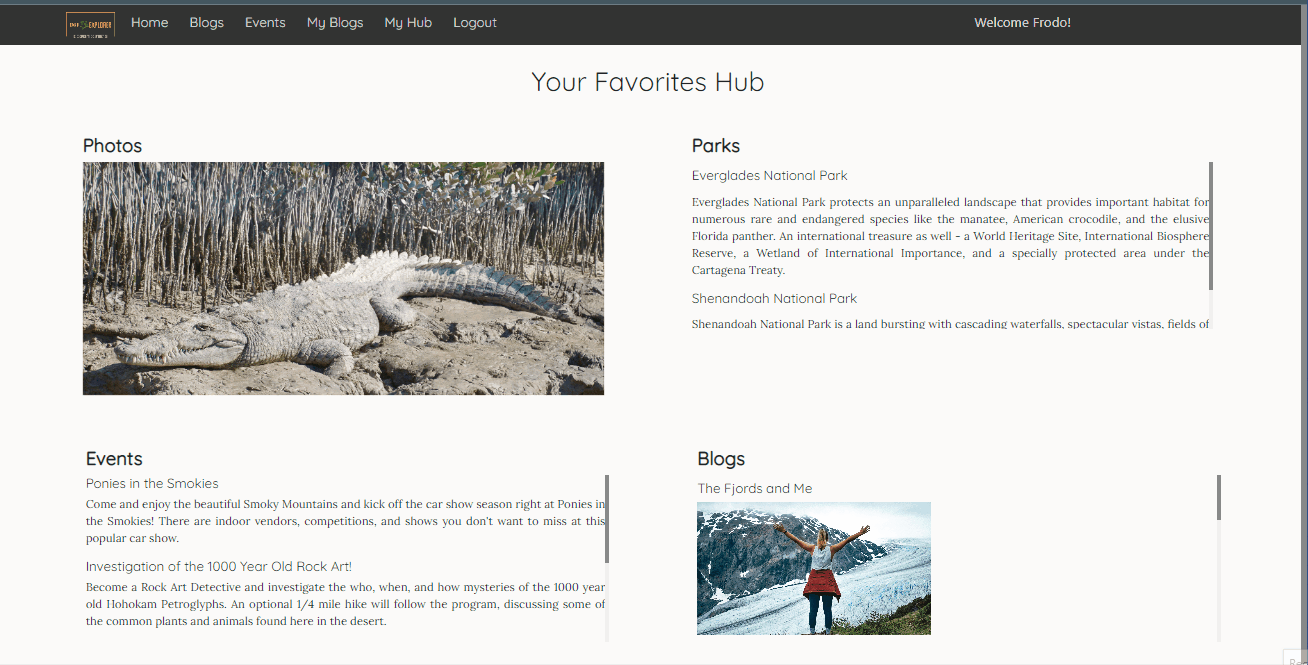 EXPLORER
Home Blogs Events My Blogs My Hub Logout
Welcome Frodo!
Your Favorites Hub
Photos
Parks
Everglades National Park
Everglades National Park protects an unparalleled landscape that provides important habitat for
numerous rare and endangered species like the manatee, American crocodile, and the elusive
Florida panther. An international treasure as well - a World Heritage Site, International Biosphere
Reserve, a Wetland of International Importance, and a specially protected area under the
Cartagena Treaty.
Shenandoah National Park
Shenandoah National Park is a land bursting with cascading waterfalls, spectacular vistas, fields of
Events
Ponies in the Smokies
Come and enjoy the beautiful Smoky Mountains and kick off the car show season right at Ponies in
the Smokies! There are indoor vendors, competitions, and shows you don't want to miss at this
popular car show.
Investigation of the 1000 Year Old Rock Art!
Become a Rock Art Detective and investigate the who, when, and how mysteries of the 1000 year
old Hohokam Petroglyphs. An optional 1/4 mile hike will follow the program, discussing some of
the common plants and animals found here in the desert.
Blogs
The Fjords and Me